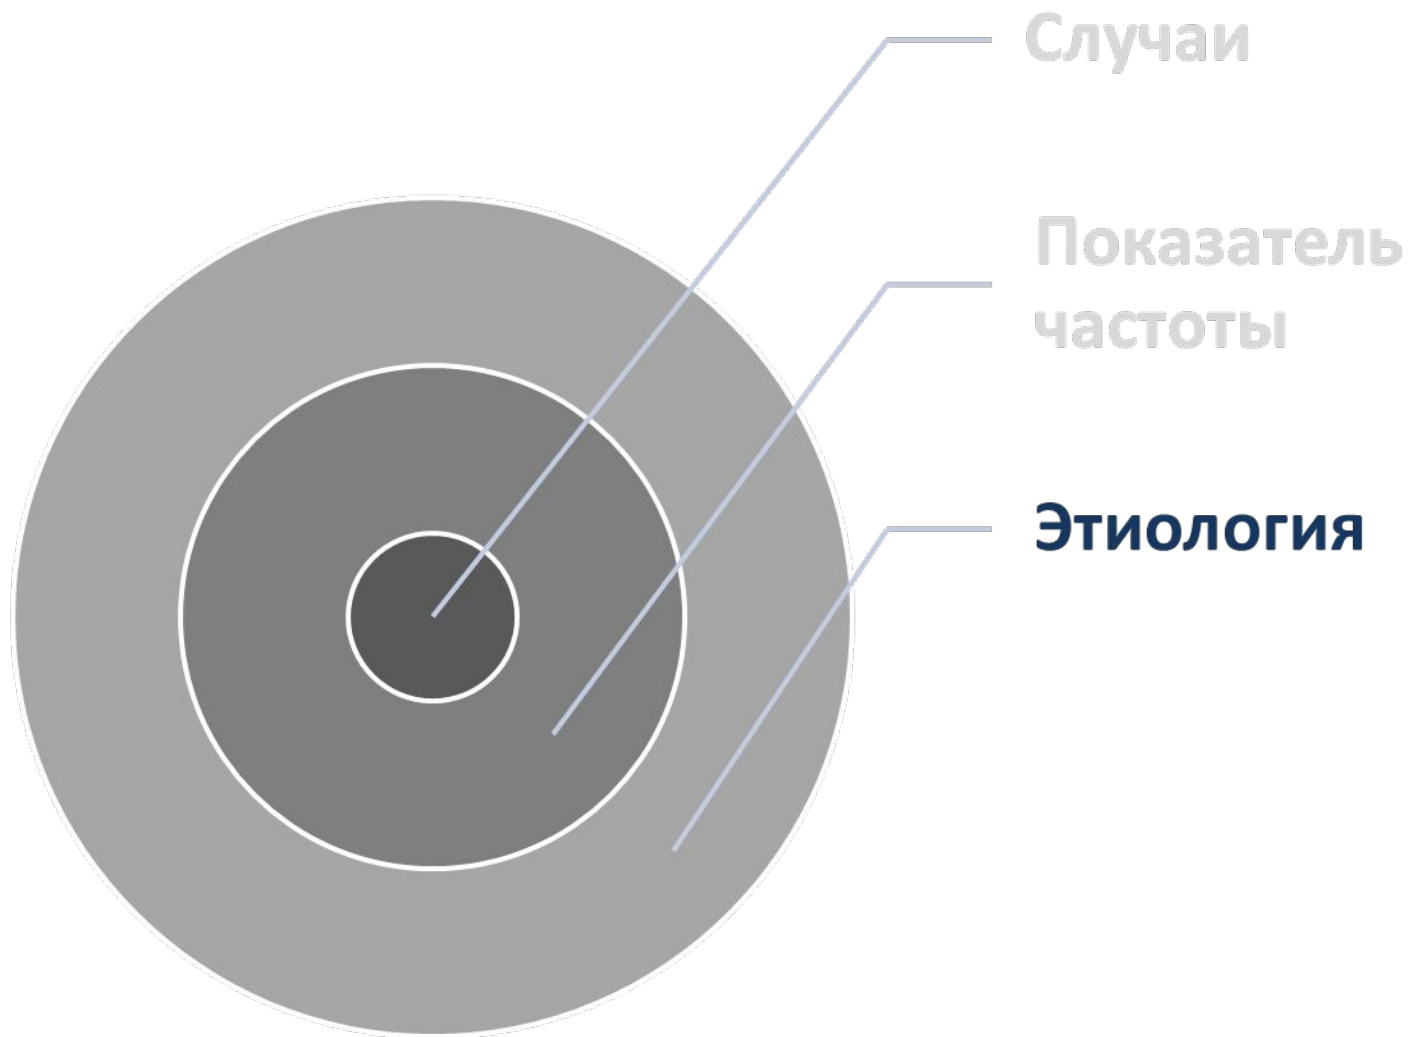 Случаи
Показатель
частоты
Этиология